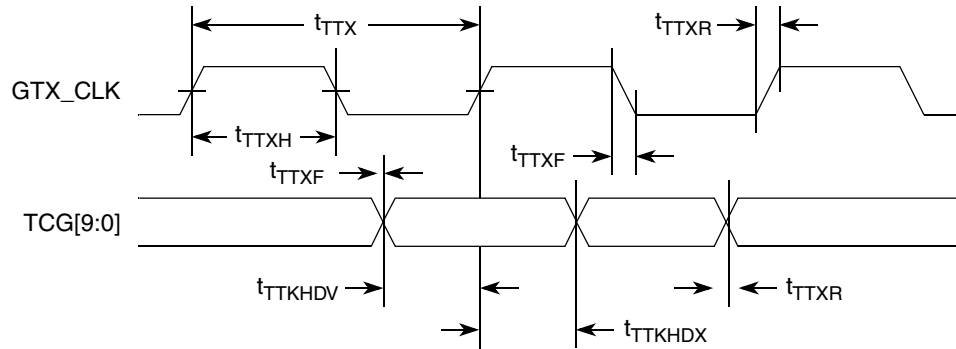 tTTX
tTTXR
GTX_CLK
tTTXH
tTTXF
tTTXF
TCG[9:0]
tTTKHDV
tTTXR
tTTKHDX